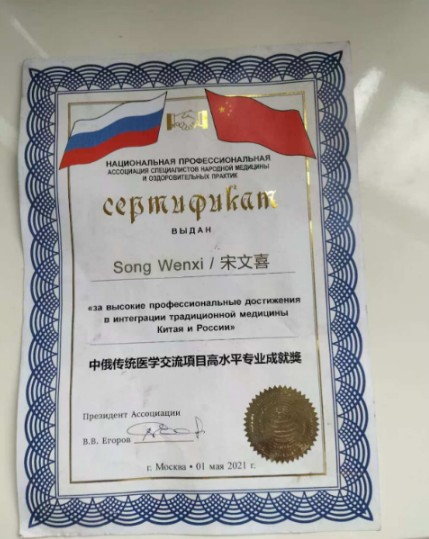 НАЦИОНАЛЬНАЯ ПРОФЕССИОНАЛЬНАЯ
АССОЦИАЦИЯ СПЕЦИАЛИСТОВ НАРОДНОЙ МЕДИЦИНЫ
И ОЗДОРОВИТЕЛЬНЫХ ПРАКТИК
сертификат
ВЫДАН
Song Wenxi / 宋文喜
«за высокие профессиональные достижения
в интеграции традиционной медицины
Китая и России»
中俄传统医学交流項目高水平专业成就獎
Президент Ассоциации
В.В. Егоров
г. Москва • 01 мая 2021 г.